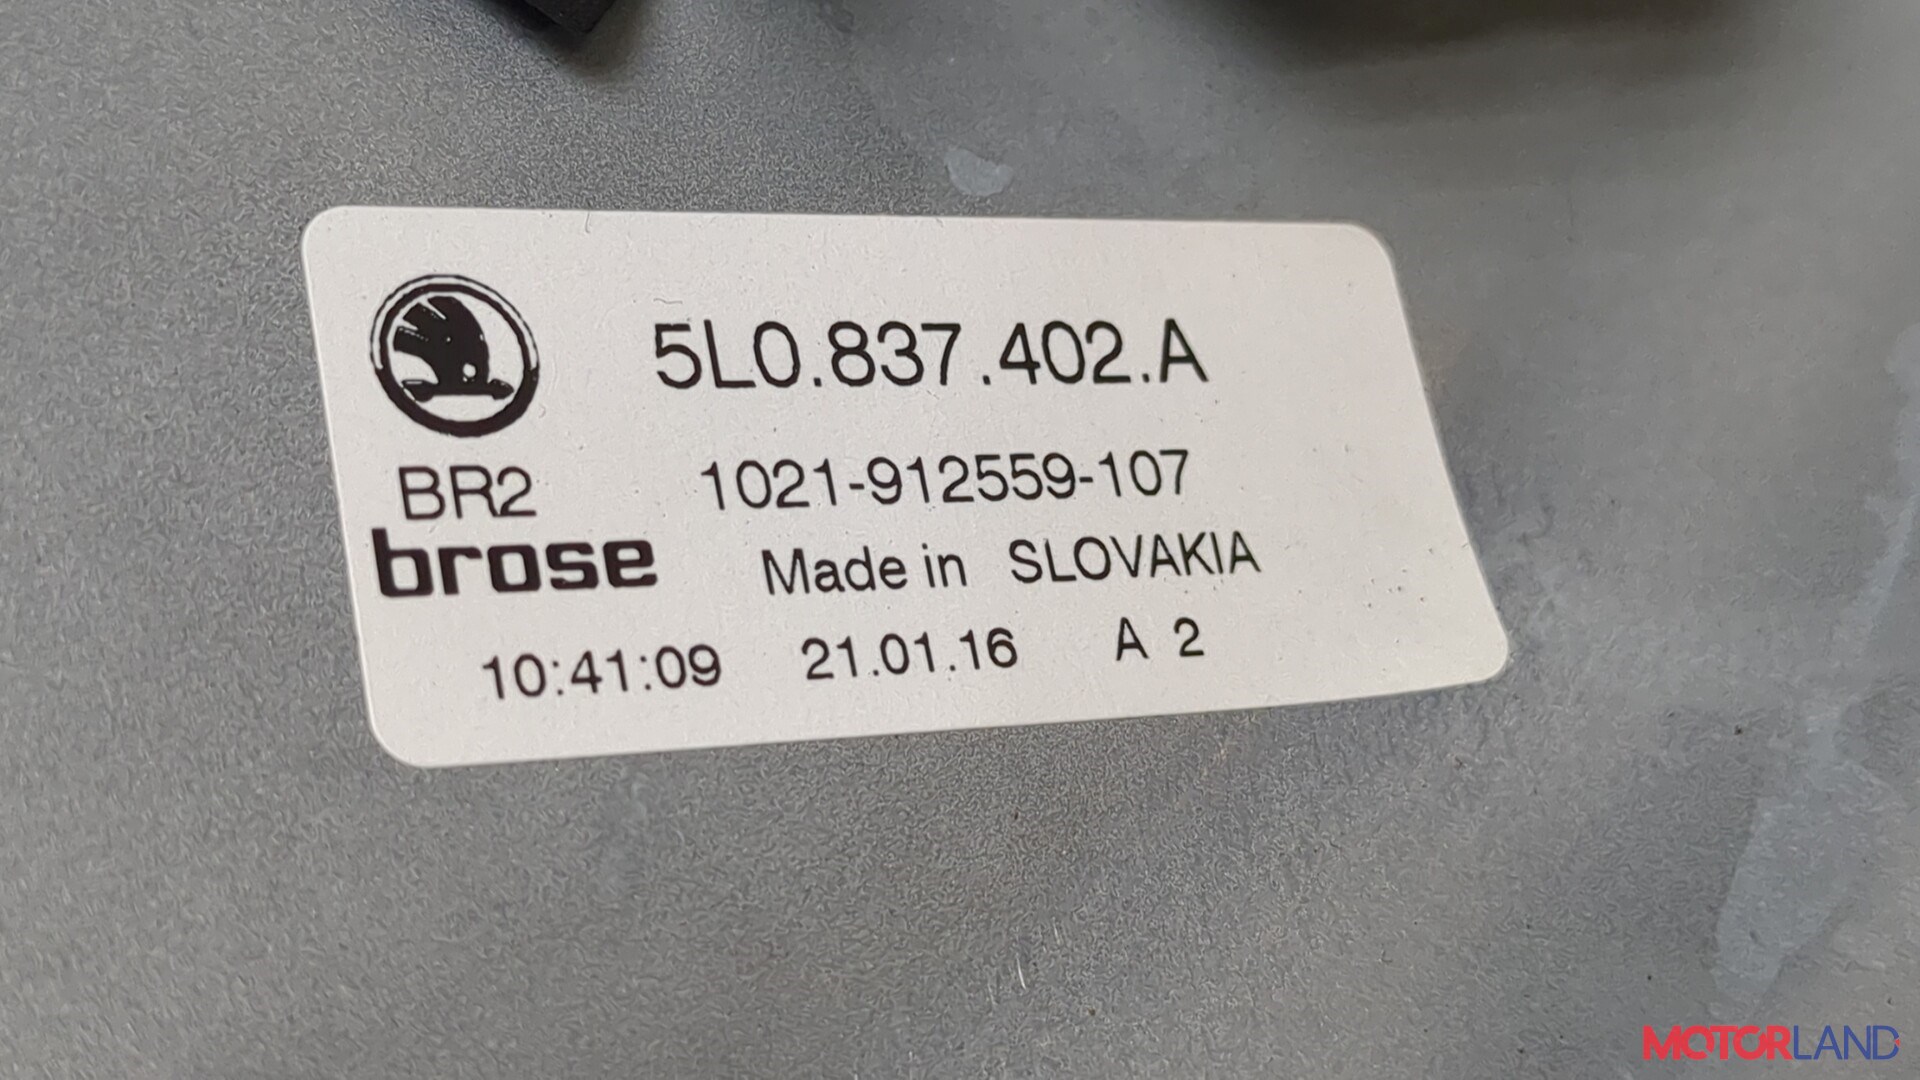 5L0.837.402.A
BR2 1021-912559-107
brose Made in SLOVAKIA
10:41:09 21.01.16 A 2
MOTORLAND